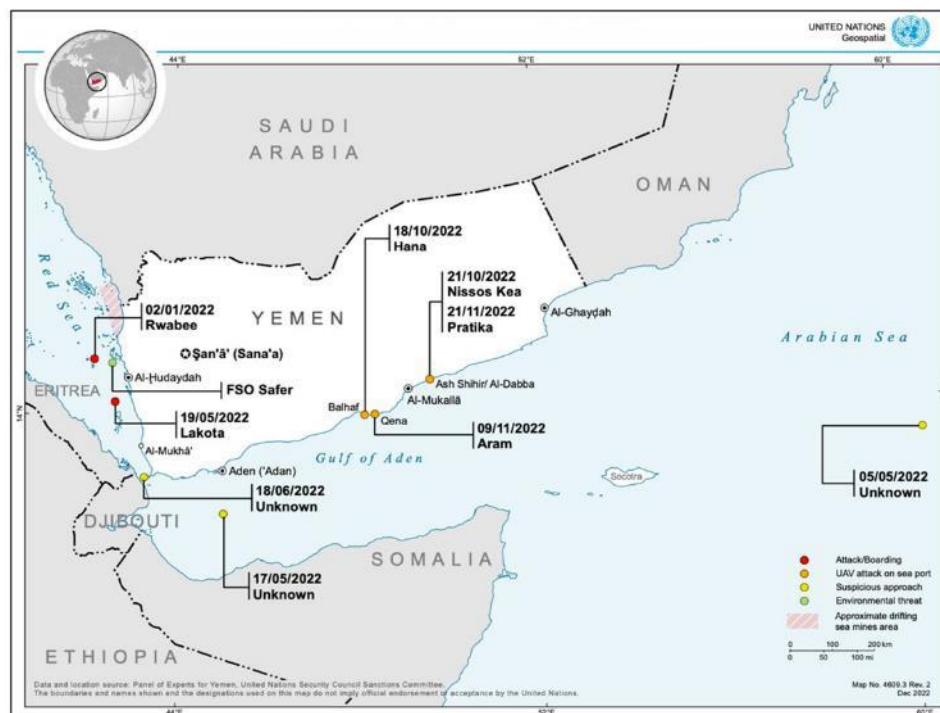 UNITED NATIONS
Geospatial
44°E
52°E
60°E
SAUDI
ARABIA
OMAN
18/10/2022
Hana
21/10/2022
Nissos Kea
21/11/2022
Pratika
Al-Ghayḍah
Red Sea
02/01/2022
Rwabee
YEMEN
Ṣan'ā' (Sana'a)
Arabian Sea
Al-Ḥudaydah
FSO Safer
Ash Shihir/ Al-Dabba
Al-Mukallā
ERITREA
14°N
19/05/2022
Lakota
Balhaf
Qena
09/11/2022
Aram
Al-Mukhā'
Gulf of Aden
Aden ('Adan)
Socotra
05/05/2022
Unknown
18/06/2022
Unknown
DJIBOUTI
SOMALIA
17/05/2022
Unknown
Attack/Boarding
UAV attack on sea port
Suspicious approach
Environmental threat
Approximate drifting
sea mines area
0 100 200 km
0 50 100 mi
ETHIOPIA
Data and location source: Panel of Experts for Yemen, United Nations Security Council Sanctions Committee.
The boundaries and names shown and the designations used on this map do not imply official endorsement or acceptance by the United Nations.
Map No. 4609.3 Rev. 2
Dec 2022
44°E
52°E
60°E